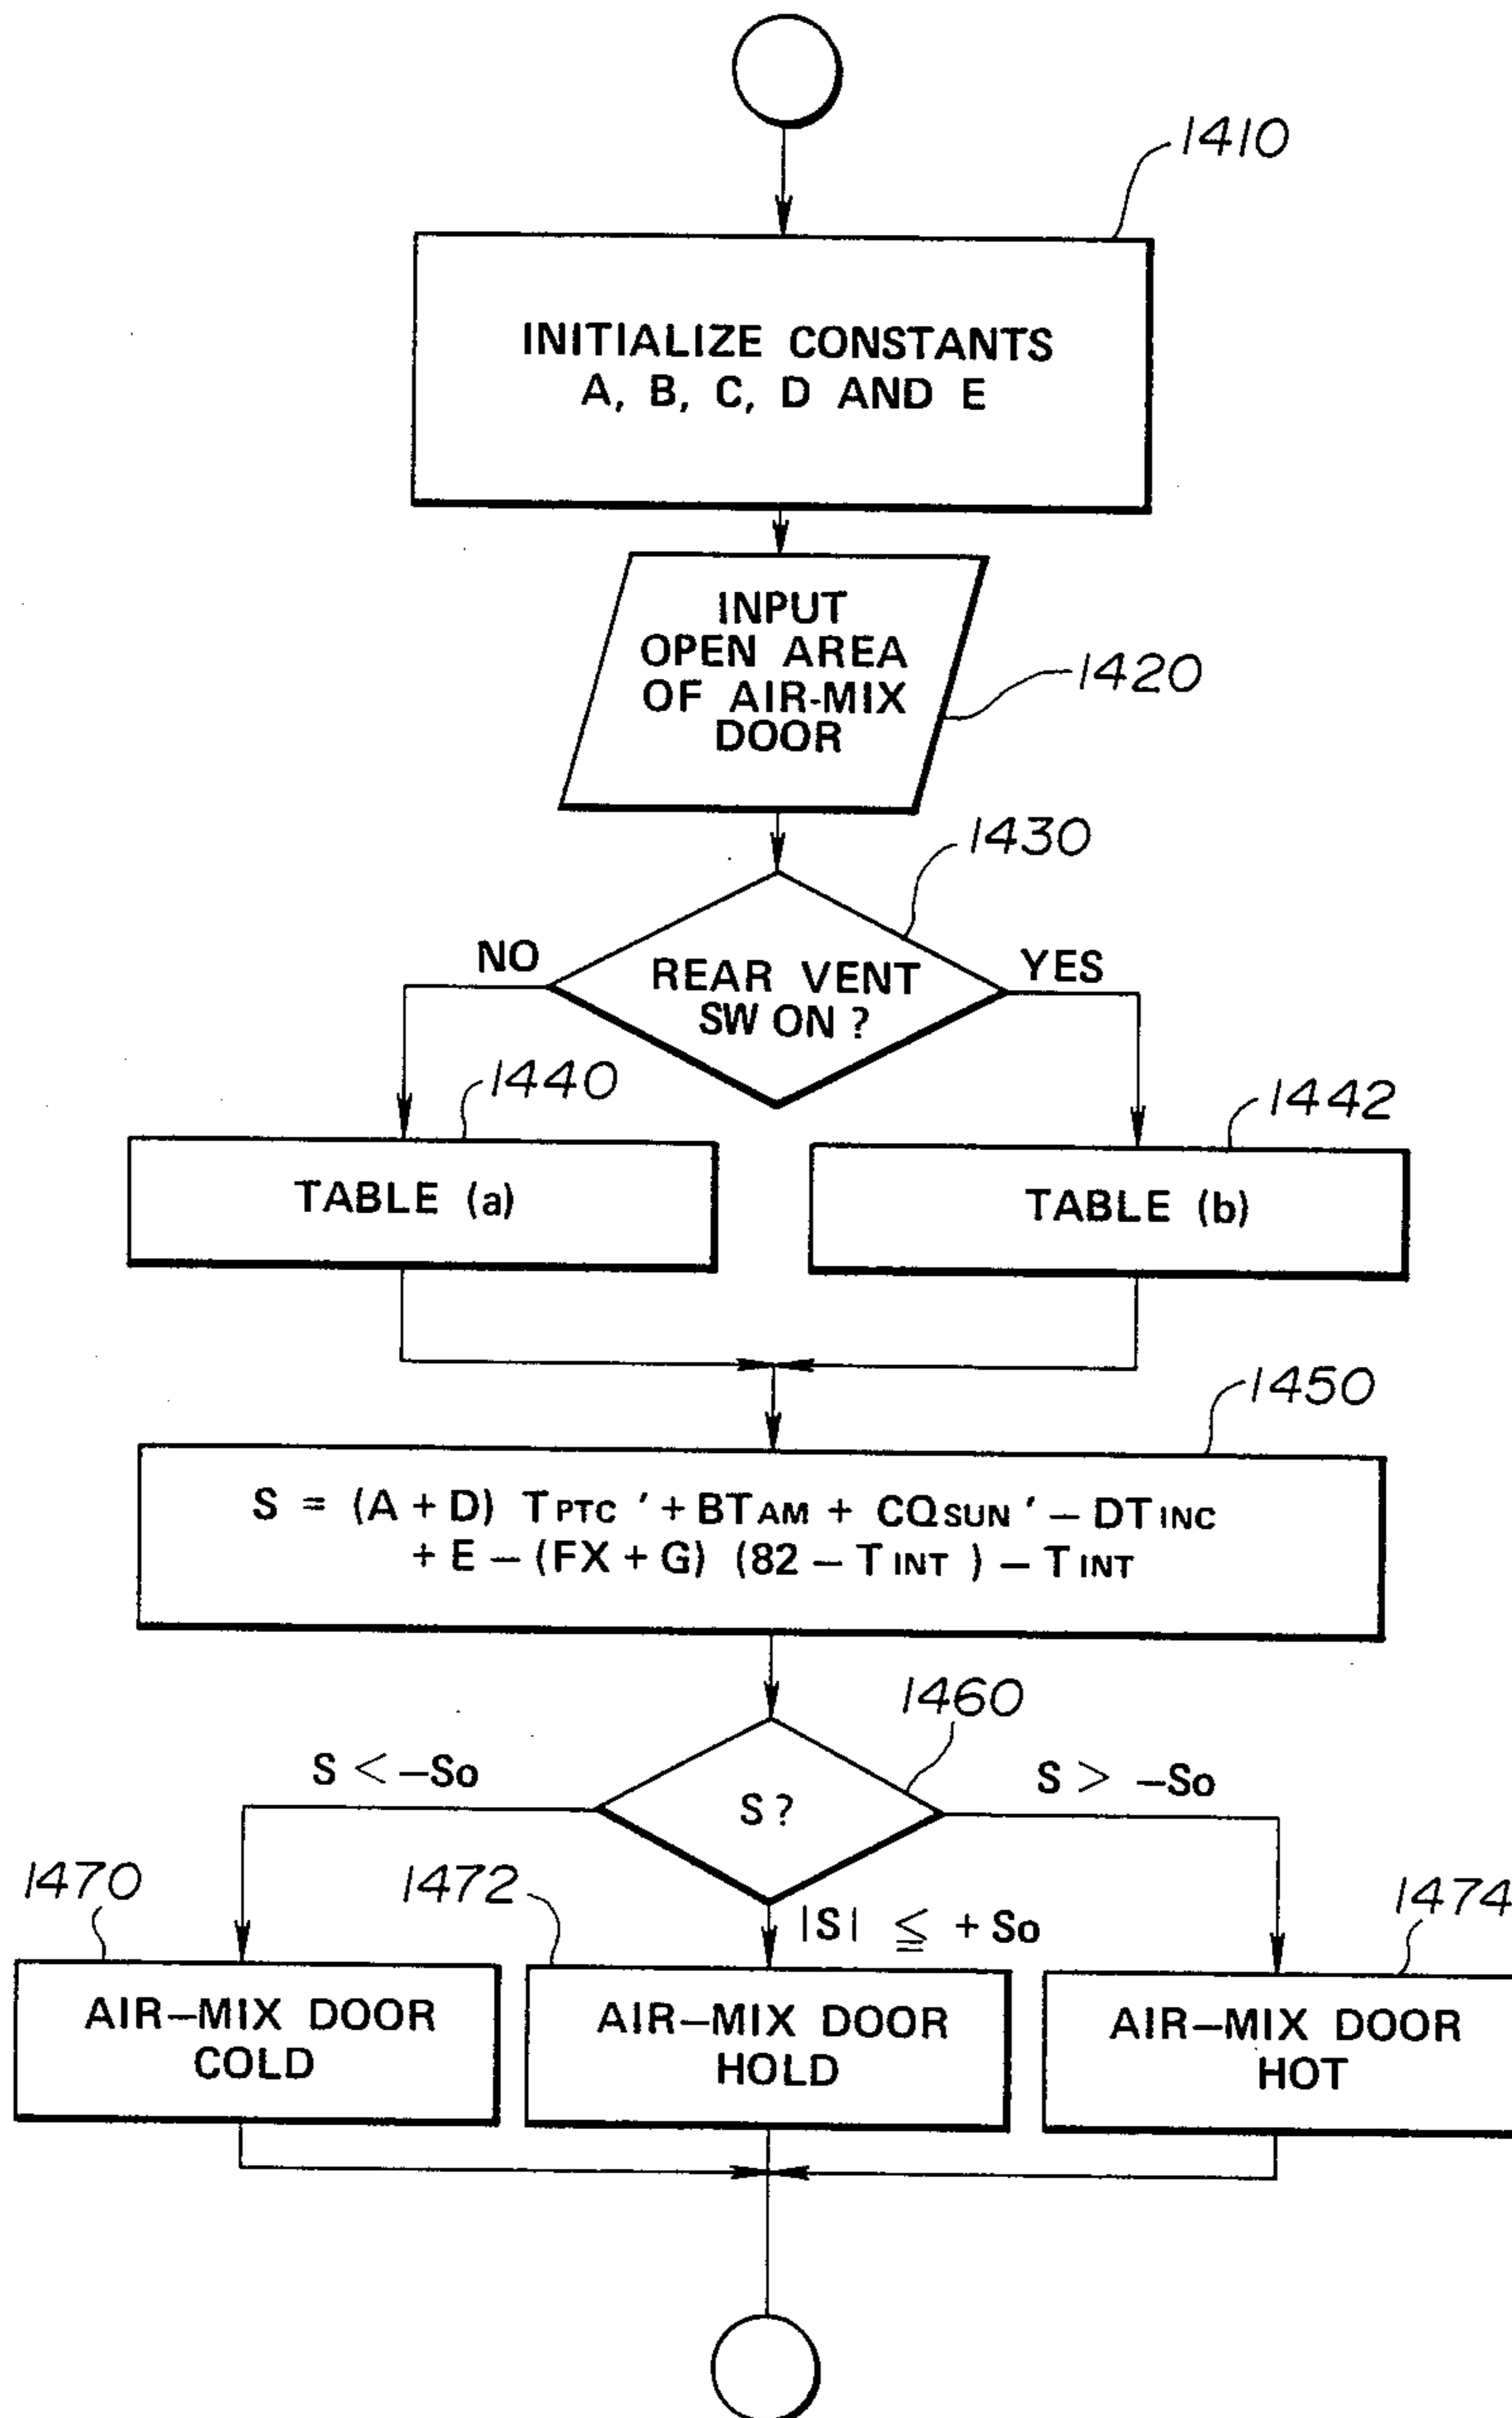 1410
INITIALIZE CONSTANTS
A, B, C, D AND E
INPUT
OPEN AREA
OF AIR-MIX
DOOR
1420
1430
NO
REAR VENT
SW ON ?
YES
1440
1442
TABLE (a)
TABLE (b)
1450
S = (A + D) TPTC ′ + BTAM + CQSUN ′ – DTINC
+ E – (FX + G) (82 – TINT ) – TINT
1460
S < –So
S ?
S > –So
1470
1472
|S| ≦ + So
1474
AIR–MIX DOOR
COLD
AIR–MIX DOOR
HOLD
AIR–MIX DOOR
HOT